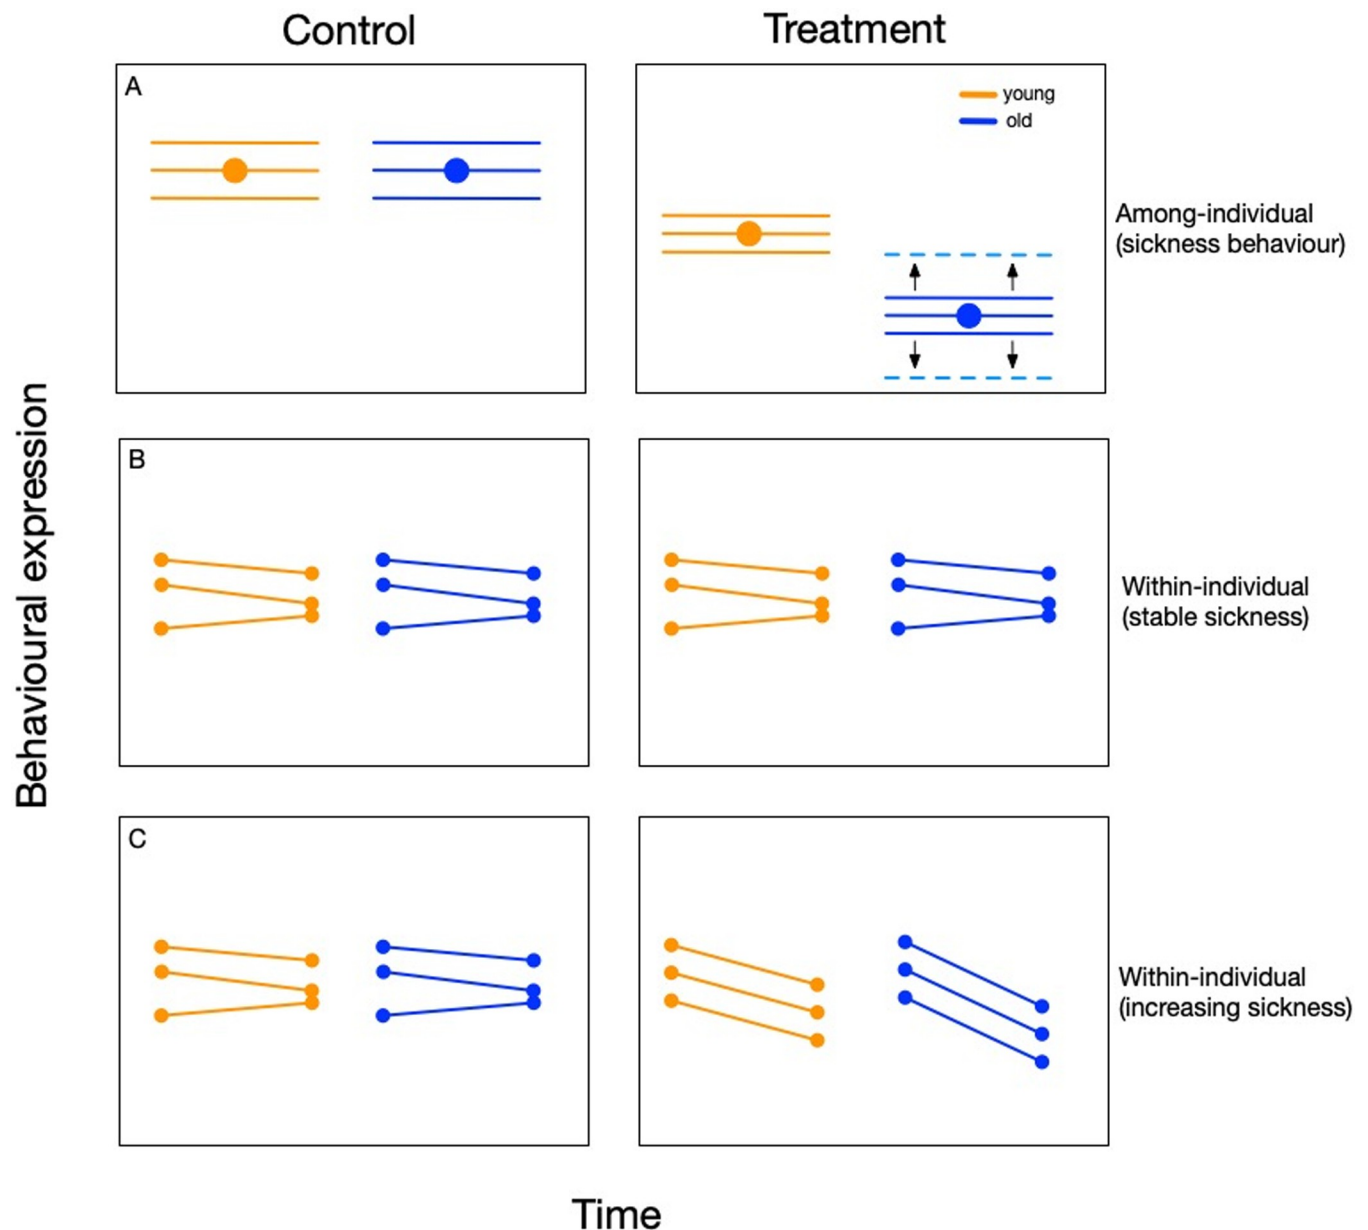 Control
Treatment
A
young
old
Among-individual
(sickness behaviour)
Behavioural expression
B
Within-individual
(stable sickness)
C
Within-individual
(increasing sickness)
Time